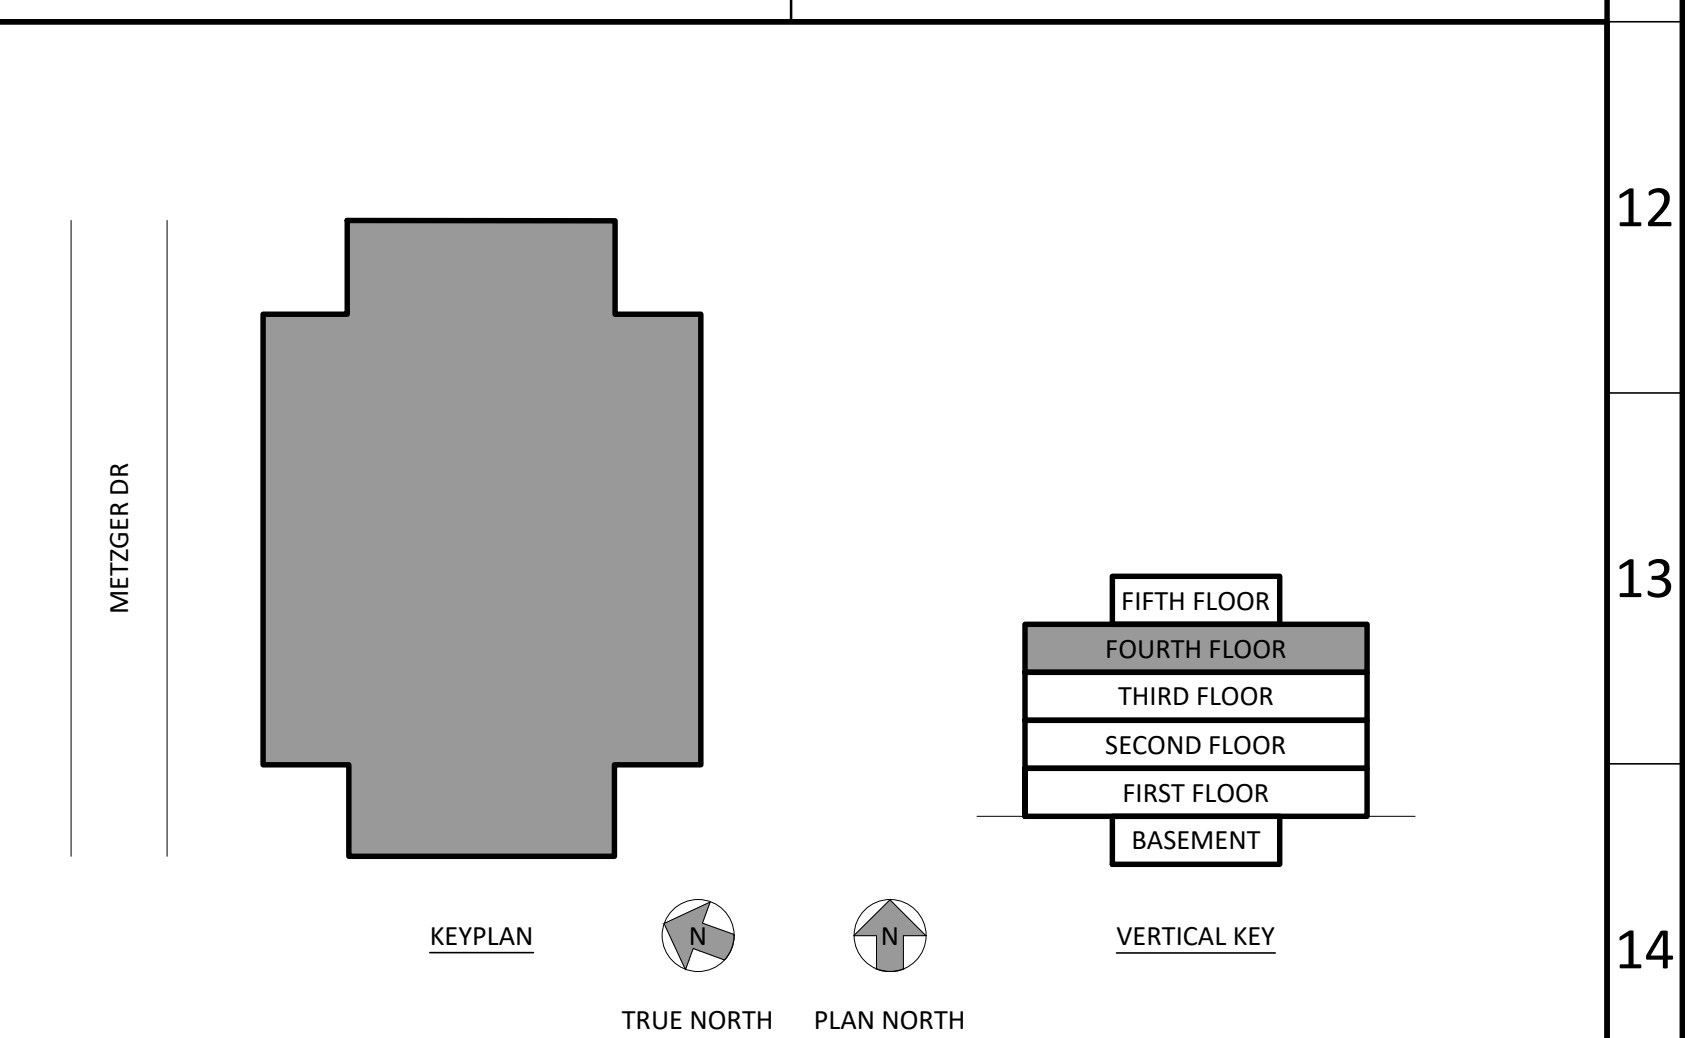 12
METZGER DR
13
FIFTH FLOOR
FOURTH FLOOR
THIRD FLOOR
SECOND FLOOR
FIRST FLOOR
BASEMENT
KEYPLAN
N
N
VERTICAL KEY
14
TRUE NORTH
PLAN NORTH